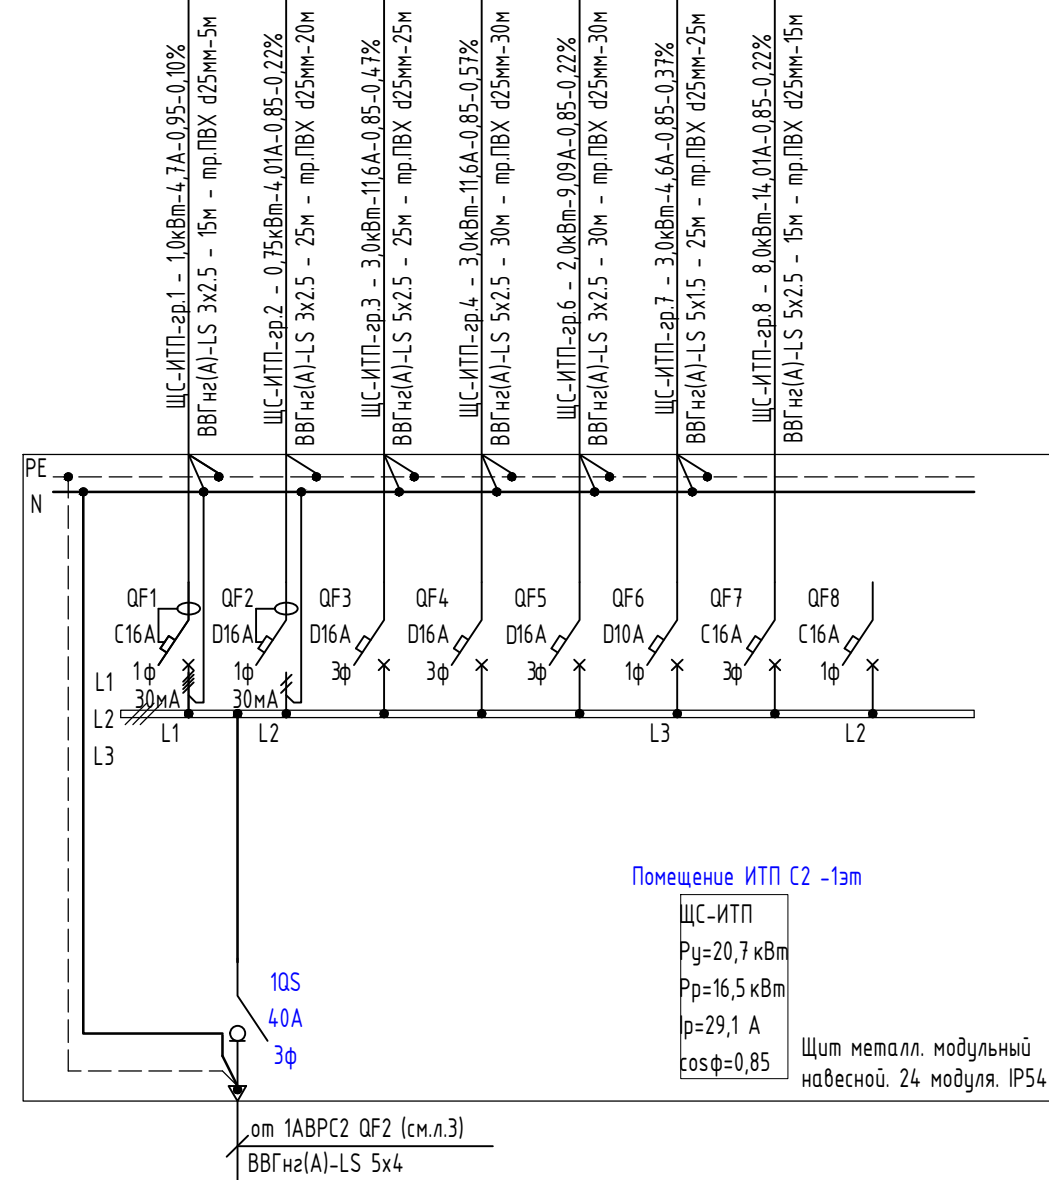 ЩС-ИТП-гр.1 - 1,0кВт-4,7А-0,95-0,10%
ВВГнг(А)-LS 3х2.5 - 15м - тр.ПВХ d25мм-5м
ЩС-ИТП-гр.2 - 0,75кВт-4,01А-0,85-0,22%
ВВГнг(А)-LS 3х2.5 - 25м - тр.ПВХ d25мм-20м
ЩС-ИТП-гр.3 - 3,0кВт-11,6А-0,85-0,47%
ВВГнг(А)-LS 5х2.5 - 25м - тр.ПВХ d25мм-25м
ЩС-ИТП-гр.4 - 3,0кВт-11,6А-0,85-0,57%
ВВГнг(А)-LS 5х2.5 - 30м - тр.ПВХ d25мм-30м
ЩС-ИТП-гр.6 - 2,0кВт-9,09А-0,85-0,22%
ВВГнг(А)-LS 3х2.5 - 30м - тр.ПВХ d25мм-30м
ЩС-ИТП-гр.7 - 3,0кВт-4,6А-0,85-0,37%
ВВГнг(А)-LS 5х1.5 - 25м - тр.ПВХ d25мм-25м
ЩС-ИТП-гр.8 - 8,0кВт-14,01А-0,85-0,22%
ВВГнг(А)-LS 5х2.5 - 15м - тр.ПВХ d25мм-15м
PE
N
QF1 QF2 QF3 QF4 QF5 QF6 QF7 QF8
C16A D16A D16A D16A D16A D10A C16A C16A
1ф 1ф 3ф 3ф 3ф 1ф 3ф 1ф
30мА 30мА
L1
L2
L3
L1 L2 L3 L2
Помещение ИТП С2 -1эт
ЩС-ИТП
Ру=20,7 кВт
Рр=16,5 кВт
Iр=29,1 А
cosф=0,85
1QS
40А
3ф
Щит металл. модульный
навесной. 24 модуля. IP54
от 1АВРС2 QF2 (см.л.3)
ВВГнг(А)-LS 5х4